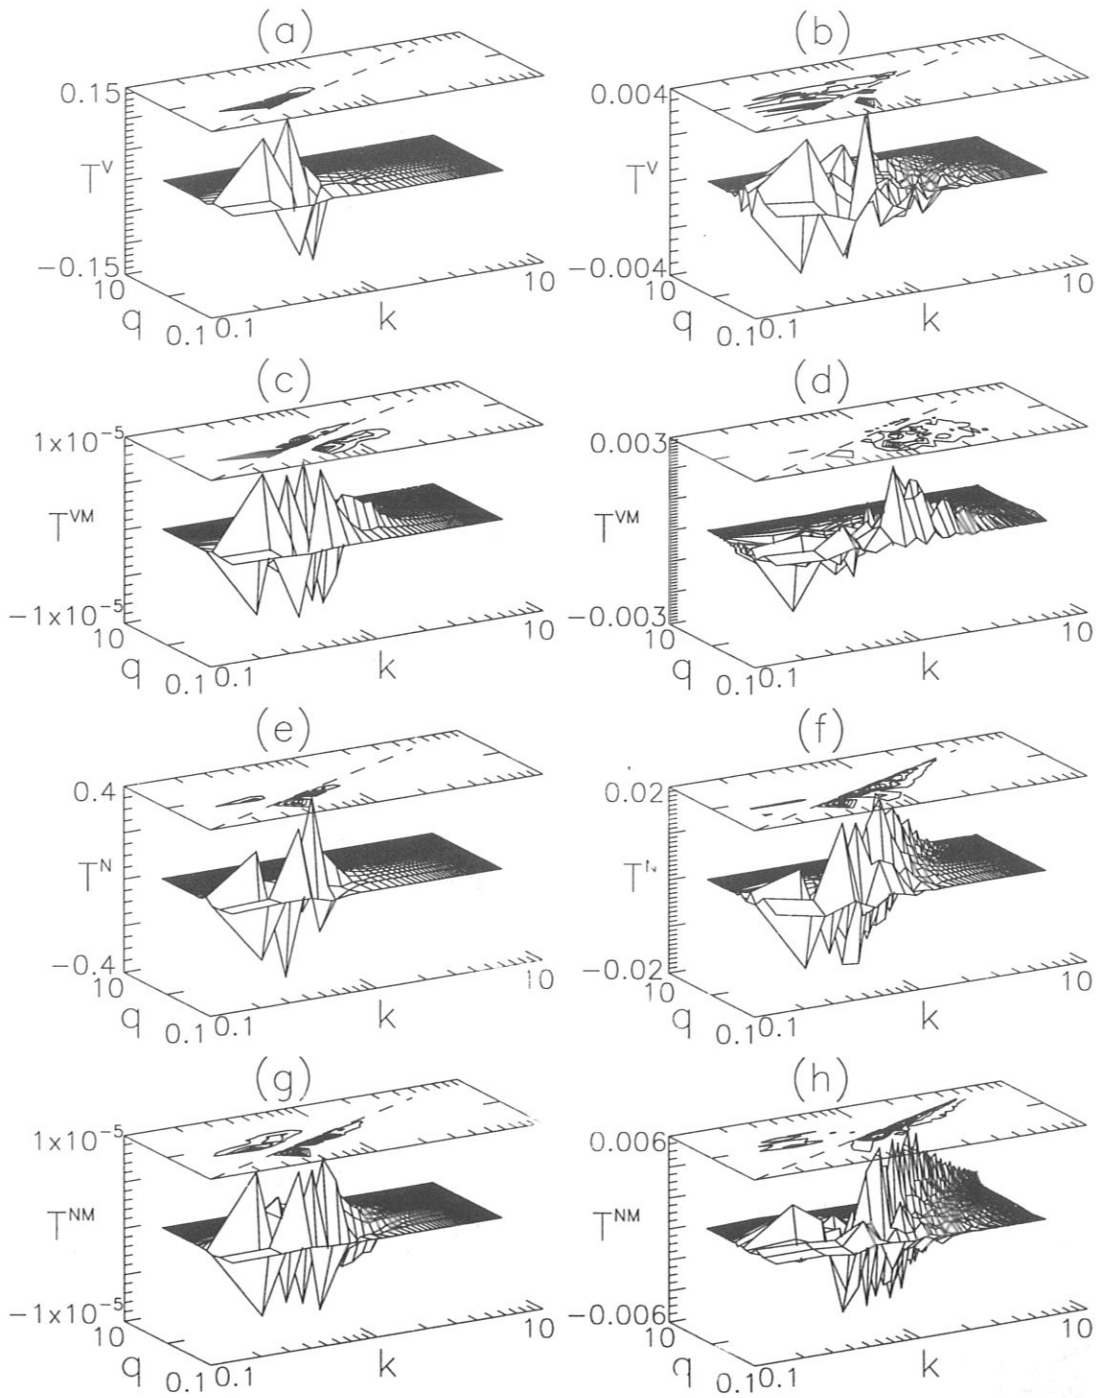 (a)
0.15
T^V
−0.15
10
q
0.1
0.1
k
10
(b)
0.004
T^V
−0.004
10
q
0.1
0.1
k
10
(c)
1x10^-5
T^VM
−1x10^-5
10
q
0.1
0.1
k
10
(d)
0.003
T^VM
−0.003
10
q
0.1
0.1
k
10
(e)
0.4
T^N
−0.4
10
q
0.1
0.1
k
10
(f)
0.02
T^N
−0.02
10
q
0.1
0.1
k
10
(g)
1x10^-5
T^NM
−1x10^-5
10
q
0.1
0.1
k
10
(h)
0.006
T^NM
−0.006
10
q
0.1
0.1
k
10